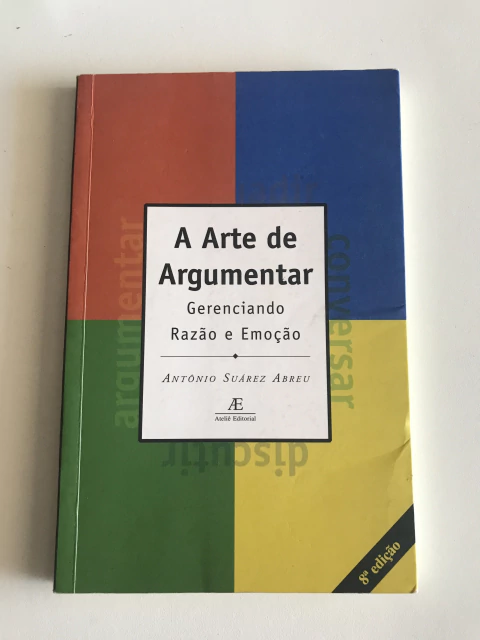 A Arte de
Argumentar
Gerenciando
Razão e Emoção
ANTÔNIO SUÁREZ ABREU
Æ
Ateliê Editorial
argumentar
conversar
discutir
8ª edição